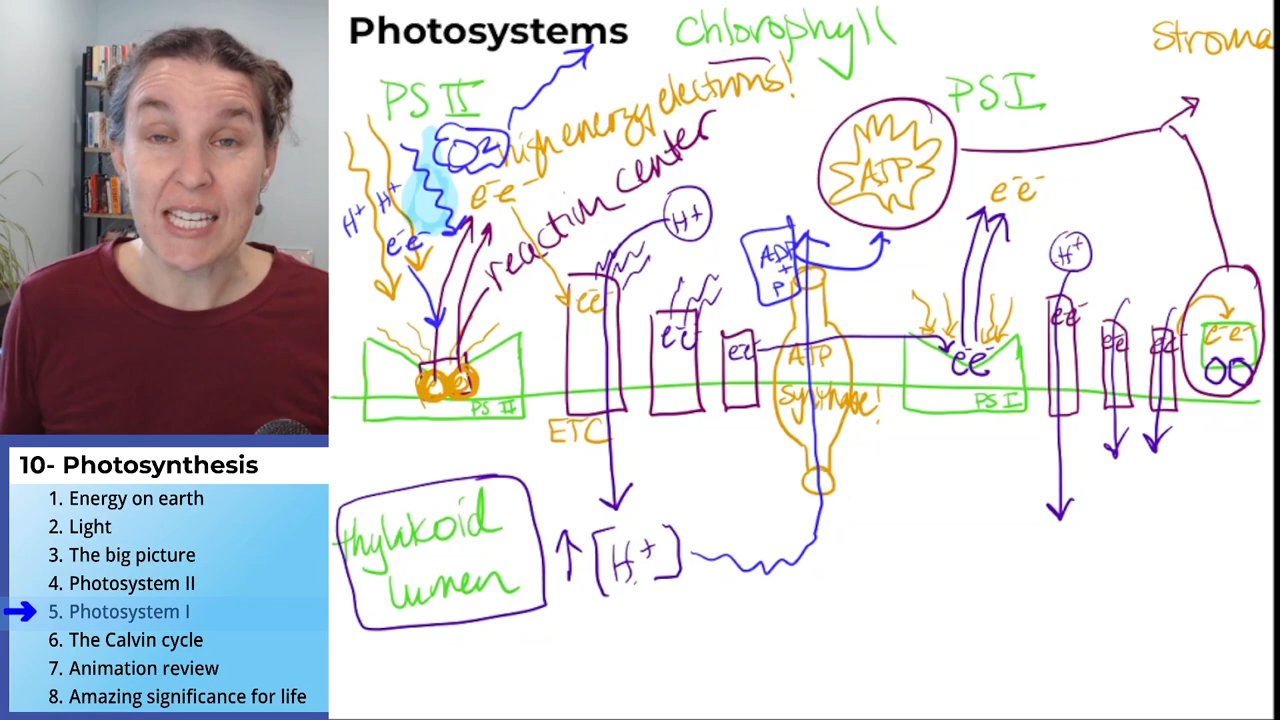 Photosystems
Chlorophyll
Stroma
PS II
O2
high energy electrons!
PS I
reaction center
H+
H+
e- e-
e- e-
H+
ADP
+
P
ATP
e- e-
H+
e e
e- e-
e e-
e- e-
PS II
ETC
ATP
synthase!
e e
PS I
e e-
e e-
e e-
e- e-
thylakoid
lumen
↑ [H+]
10- Photosynthesis
1. Energy on earth
2. Light
3. The big picture
4. Photosystem II
5. Photosystem I
6. The Calvin cycle
7. Animation review
8. Amazing significance for life